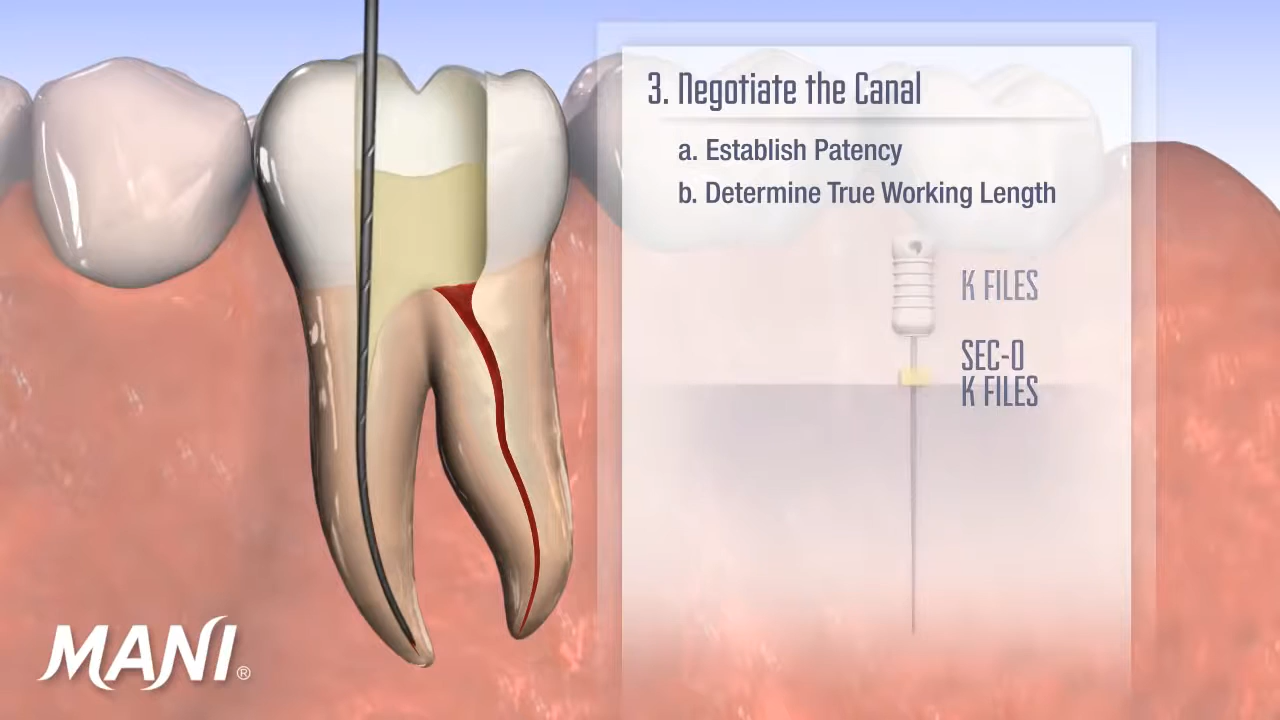 3. Negotiate the Canal
a. Establish Patency
b. Determine True Working Length
K FILES
SEC-O
K FILES
MANI®